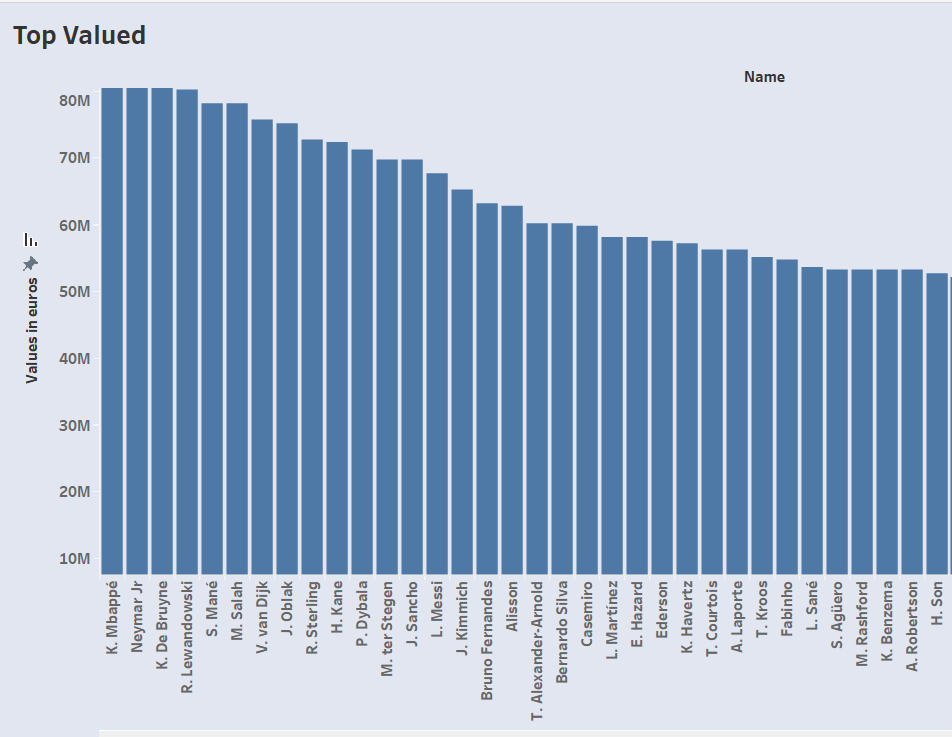 Top Valued
Name
Values in euros
80M
70M
60M
50M
40M
30M
20M
10M
K. Mbappé
Neymar Jr
K. De Bruyne
R. Lewandowski
S. Mané
M. Salah
V. van Dijk
J. Oblak
R. Sterling
H. Kane
P. Dybala
M. ter Stegen
J. Sancho
L. Messi
J. Kimmich
Bruno Fernandes
Alisson
T. Alexander-Arnold
Bernardo Silva
Casemiro
L. Martínez
E. Hazard
Ederson
K. Havertz
T. Courtois
A. Laporte
T. Kroos
Fabinho
L. Sané
S. Agüero
M. Rashford
K. Benzema
A. Robertson
H. Son